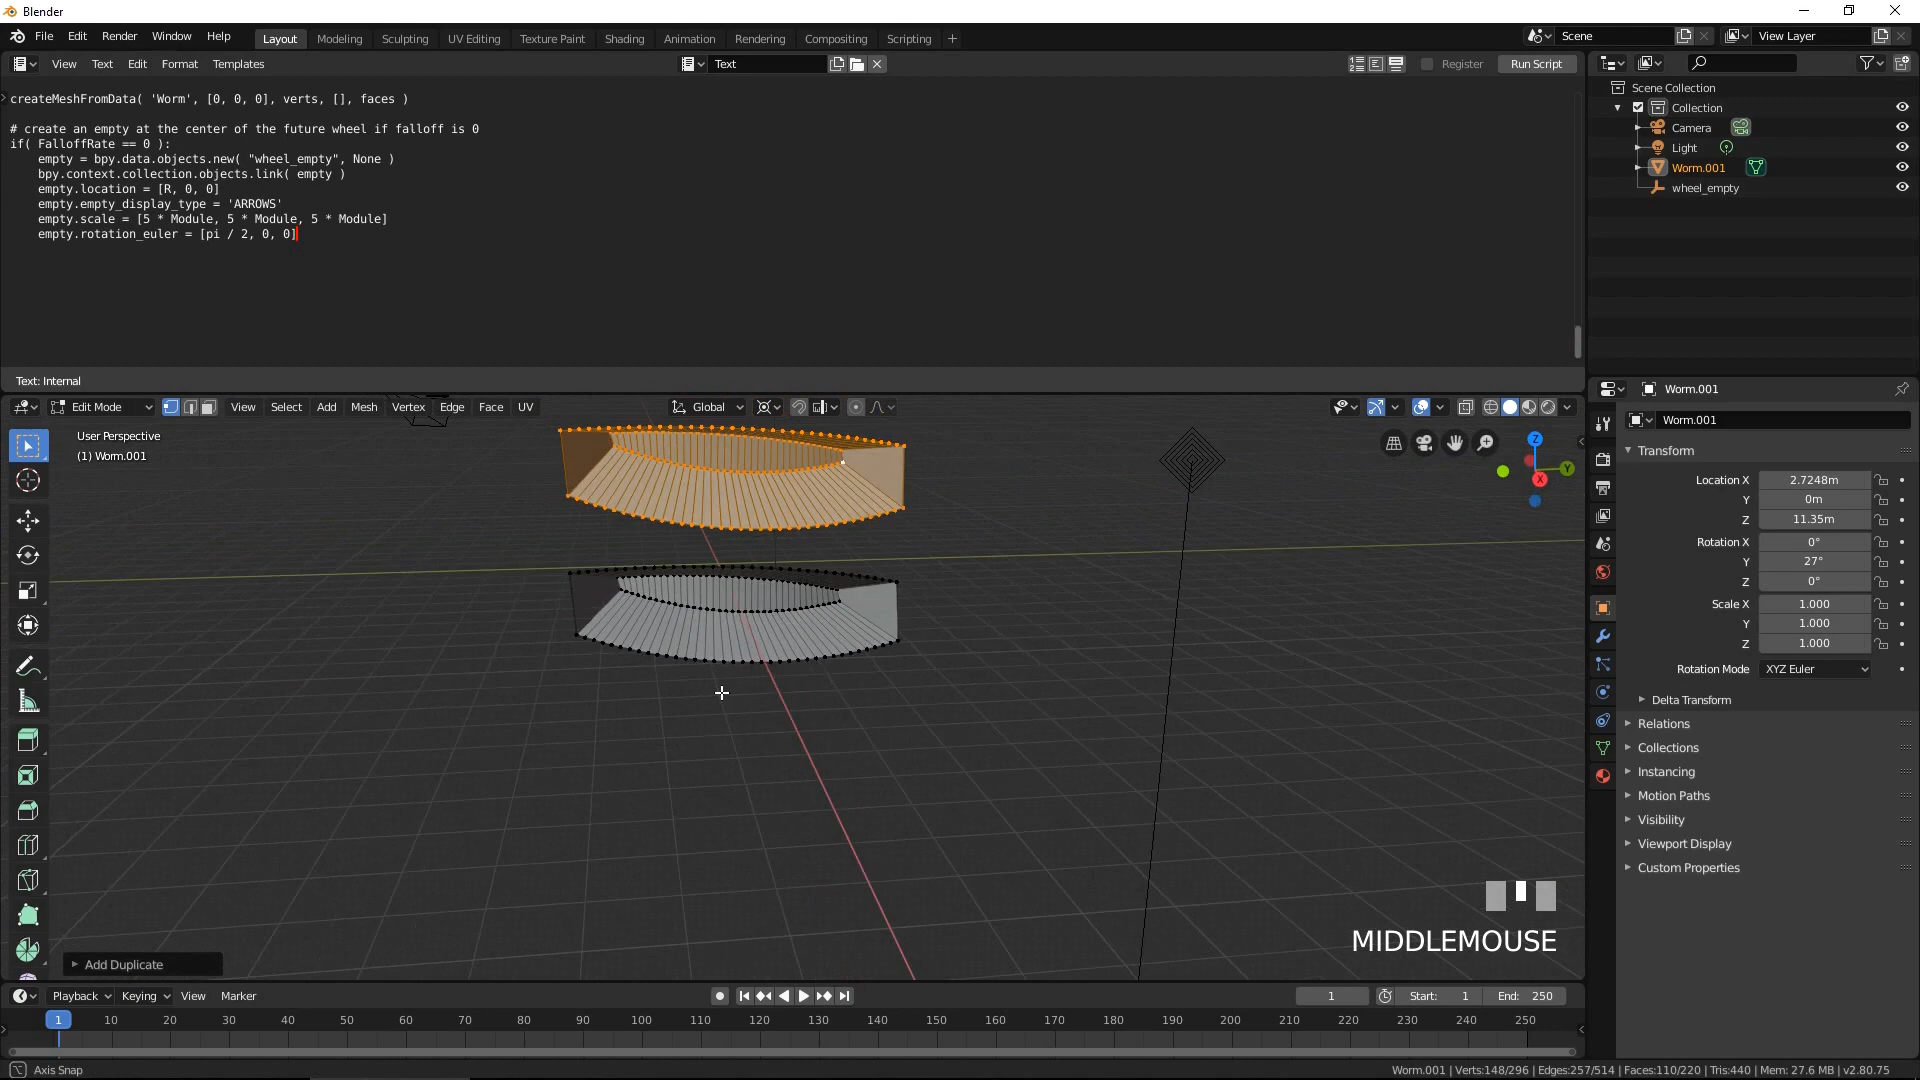 Blender
File Edit Render Window Help Layout Modeling Sculpting UV Editing Texture Paint Shading Animation Rendering Compositing Scripting + Scene View Layer
View Text Edit Format Templates Text Register Run Script
createMeshFromData( 'Worm', [0, 0, 0], verts, [], faces )
# create an empty at the center of the future wheel if falloff is 0
if( FalloffRate == 0 ):
empty = bpy.data.objects.new( "wheel_empty", None )
bpy.context.collection.objects.link( empty )
empty.location = [R, 0, 0]
empty.empty_display_type = 'ARROWS'
empty.scale = [5 * Module, 5 * Module, 5 * Module]
empty.rotation_euler = [pi / 2, 0, 0]
Text: Internal
Scene Collection
Collection
Camera
Light
Worm.001
wheel_empty
Edit Mode View Select Add Mesh Vertex Edge Face UV Global
User Perspective
(1) Worm.001
Z
Y
X
MIDDLEMOUSE
Add Duplicate
Worm.001
Worm.001
Transform
Location X 2.7248m
Y 0m
Z 11.35m
Rotation X 0°
Y 27°
Z 0°
Scale X 1.000
Y 1.000
Z 1.000
Rotation Mode XYZ Euler
Delta Transform
Relations
Collections
Instancing
Motion Paths
Visibility
Viewport Display
Custom Properties
Playback Keying View Marker 1 Start: 1 End: 250
1 10 20 30 40 50 60 70 80 90 100 110 120 130 140 150 160 170 180 190 200 210 220 230 240 250
Axis Snap
Worm.001 | Verts:148/296 | Edges:257/514 | Faces:110/220 | Tris:440 | Mem: 27.6 MB | v2.80.75